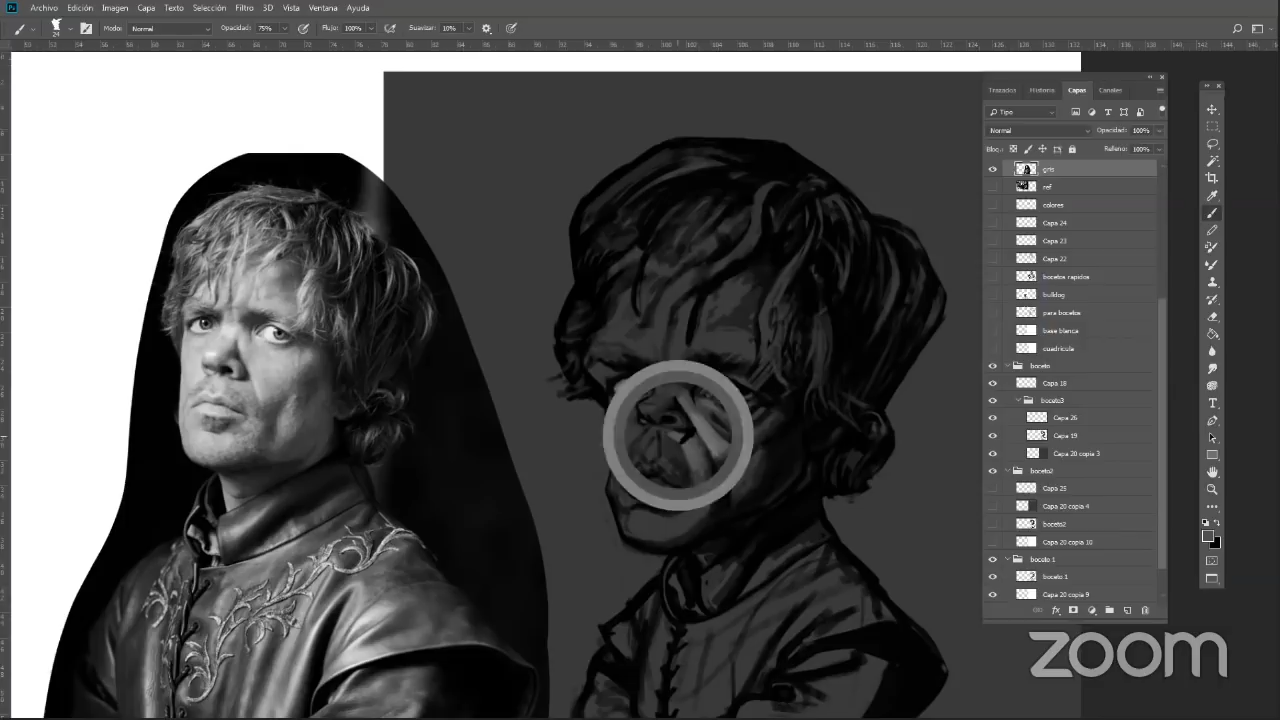 Archivo Edición Imagen Capa Texto Selección Filtro 3D Vista Ventana Ayuda
24 Modo: Normal Opacidad: 75% Flujo: 100% Suavizar: 10%
Trazados Historia Capas Canales
Tipo
Normal Opacidad: 100%
Bloq.: Relleno: 100%
gris
ref
colores
Capa 24
Capa 23
Capa 22
bocetos rapidos
bulldog
para bocetos
base blanca
cuadricula
boceto
Capa 18
boceto3
Capa 26
Capa 19
Capa 20 copia 3
boceto2
Capa 25
Capa 20 copia 4
boceto2
Capa 20 copia 10
boceto 1
boceto 1
Capa 20 copia 9
zoom